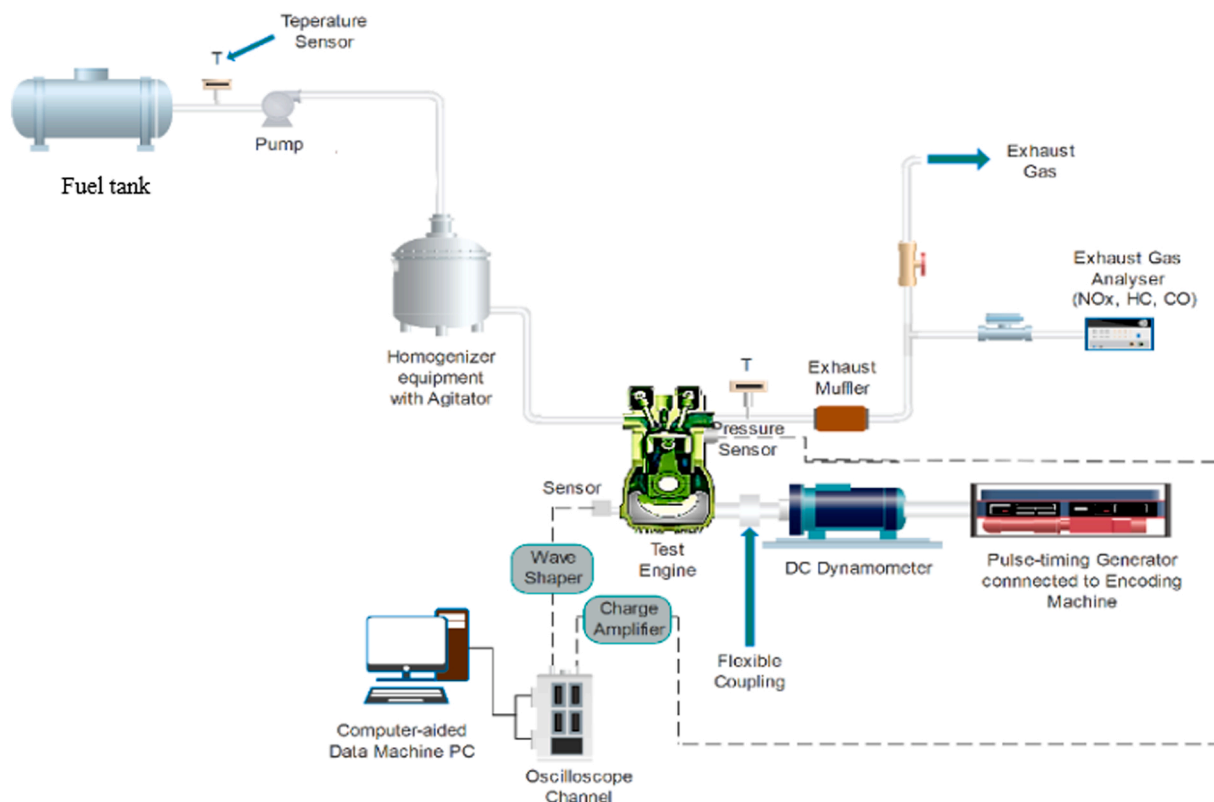 Teperature
Sensor
T
Pump
Fuel tank
Exhaust
Gas
Exhaust Gas
Analyser
(NOx, HC, CO)
Homogenizer
equipment
with Agitator
T
Exhaust
Muffler
Pressure
Sensor
Sensor
Test
Engine
DC Dynamometer
Pulse-timing Generator
connnected to Encoding
Machine
Wave
Shaper
Charge
Amplifier
Flexible
Coupling
Computer-aided
Data Machine PC
Oscilloscope
Channel